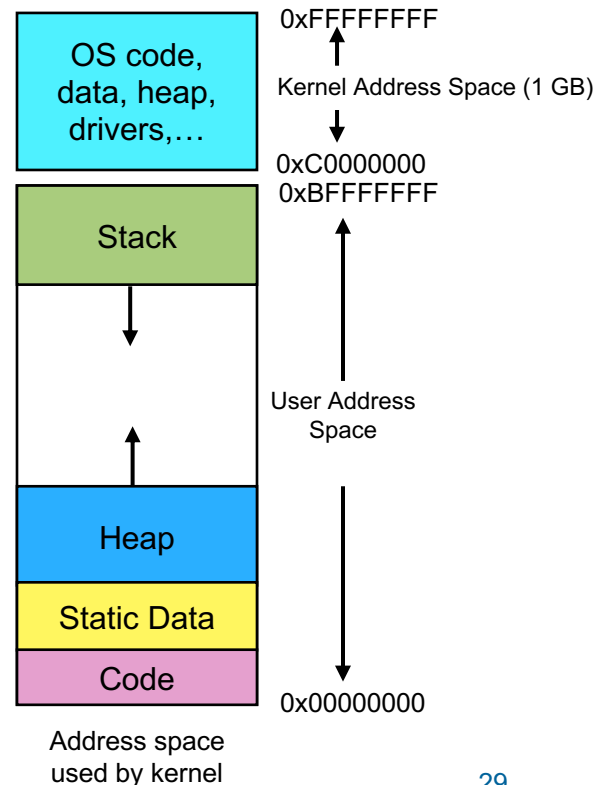 0xFFFFFFFF
OS code,
data, heap,
drivers,…
Kernel Address Space (1 GB)
0xC0000000
0xBFFFFFFF
Stack
User Address
Space
Heap
Static Data
Code
0x00000000
Address space
used by kernel
29